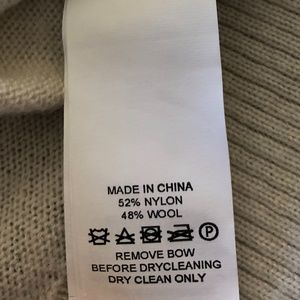 MADE IN CHINA
52% NYLON
48% WOOL
P
REMOVE BOW
BEFORE DRYCLEANING
DRY CLEAN ONLY